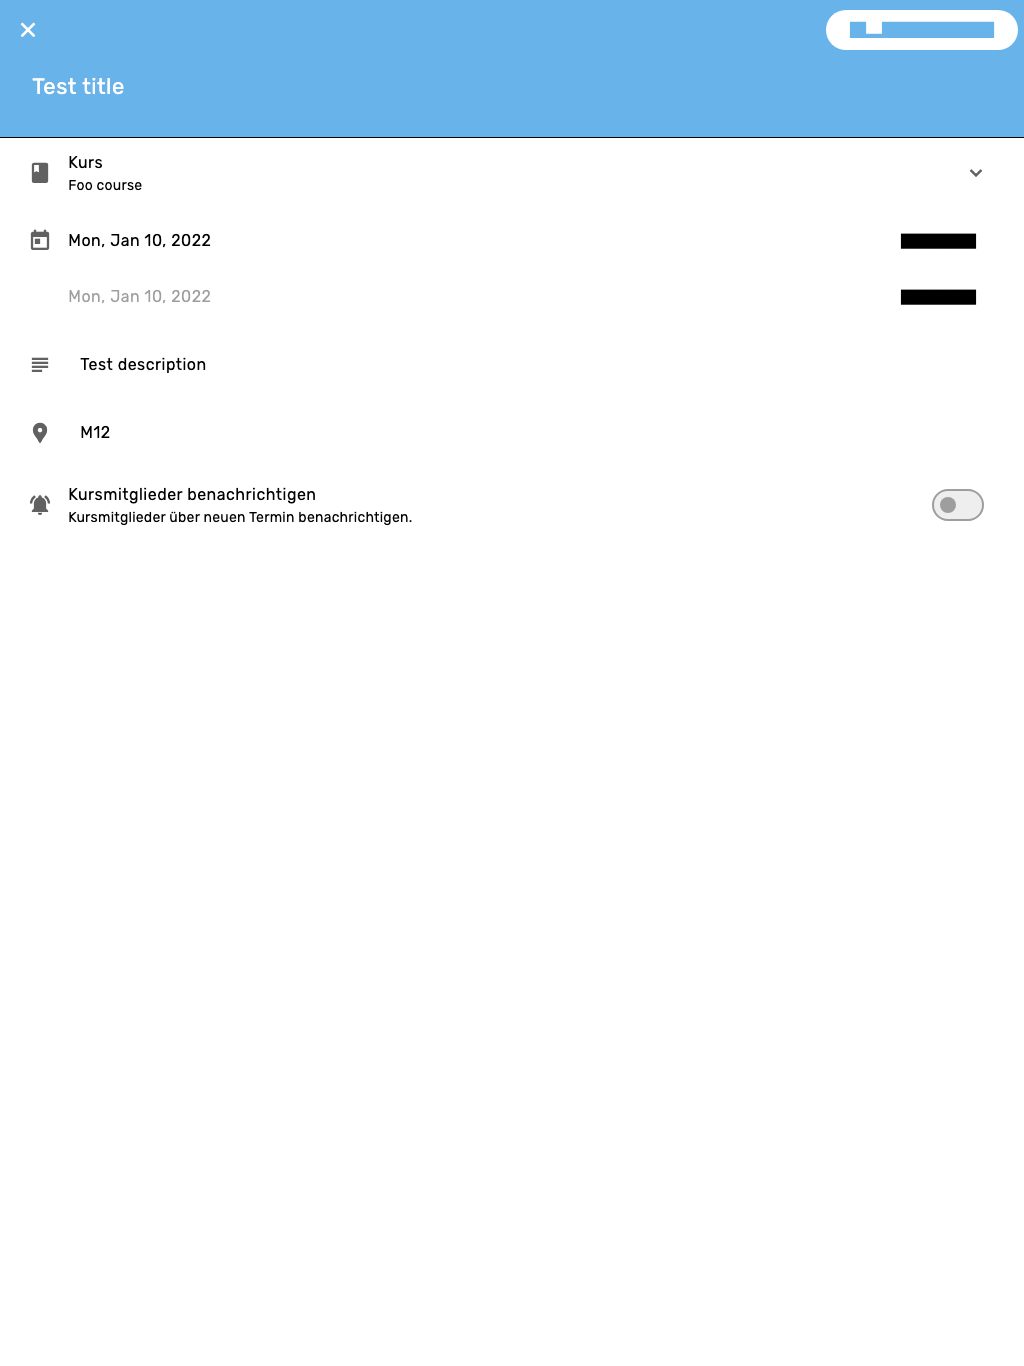 Test title
Kurs
Foo course
Mon, Jan 10, 2022
Mon, Jan 10, 2022
Test description
M12
Kursmitglieder benachrichtigen
Kursmitglieder über neuen Termin benachrichtigen.